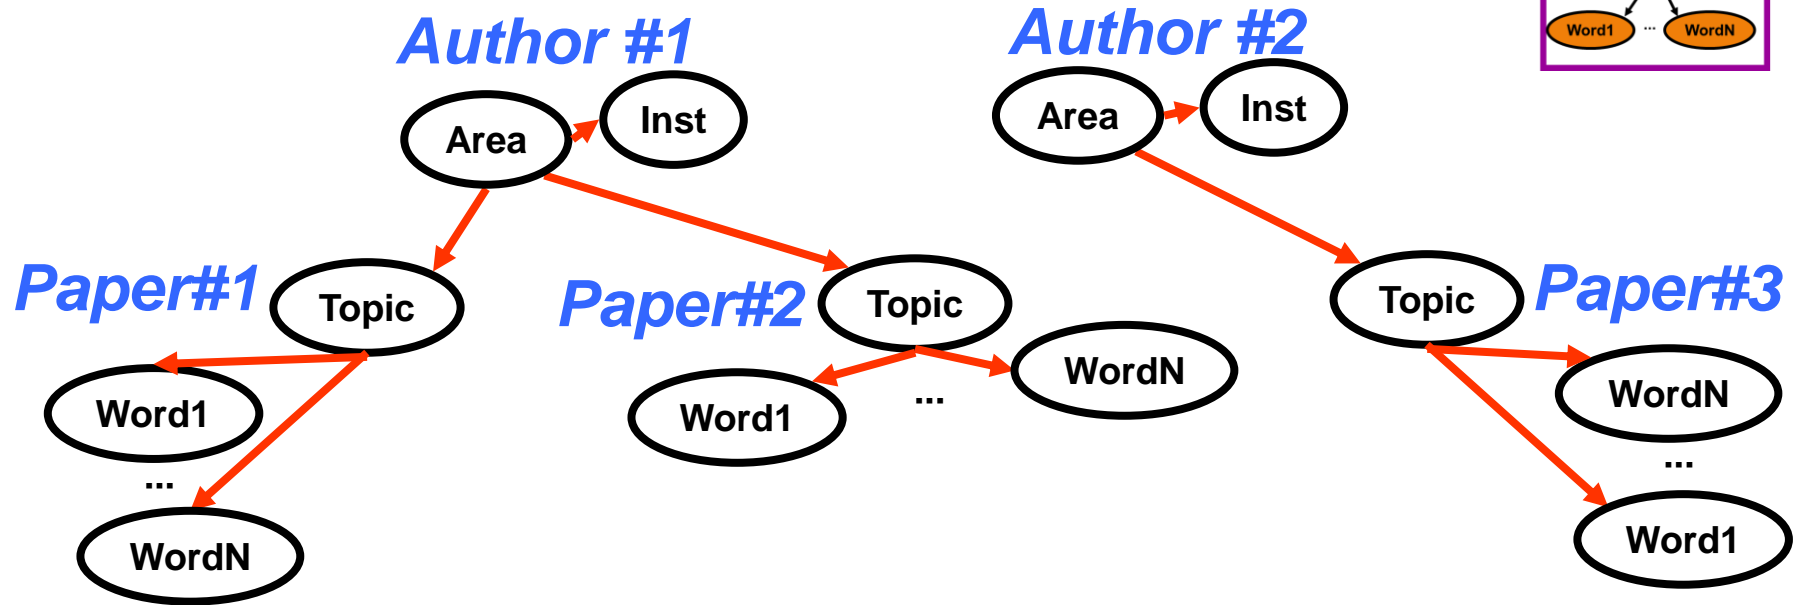 Author #1
Author #2
Word1 ... WordN
Area
Inst
Area
Inst
Paper#1
Topic
Paper#2
Topic
Topic
Paper#3
Word1
...
WordN
Word1
...
WordN
WordN
...
Word1